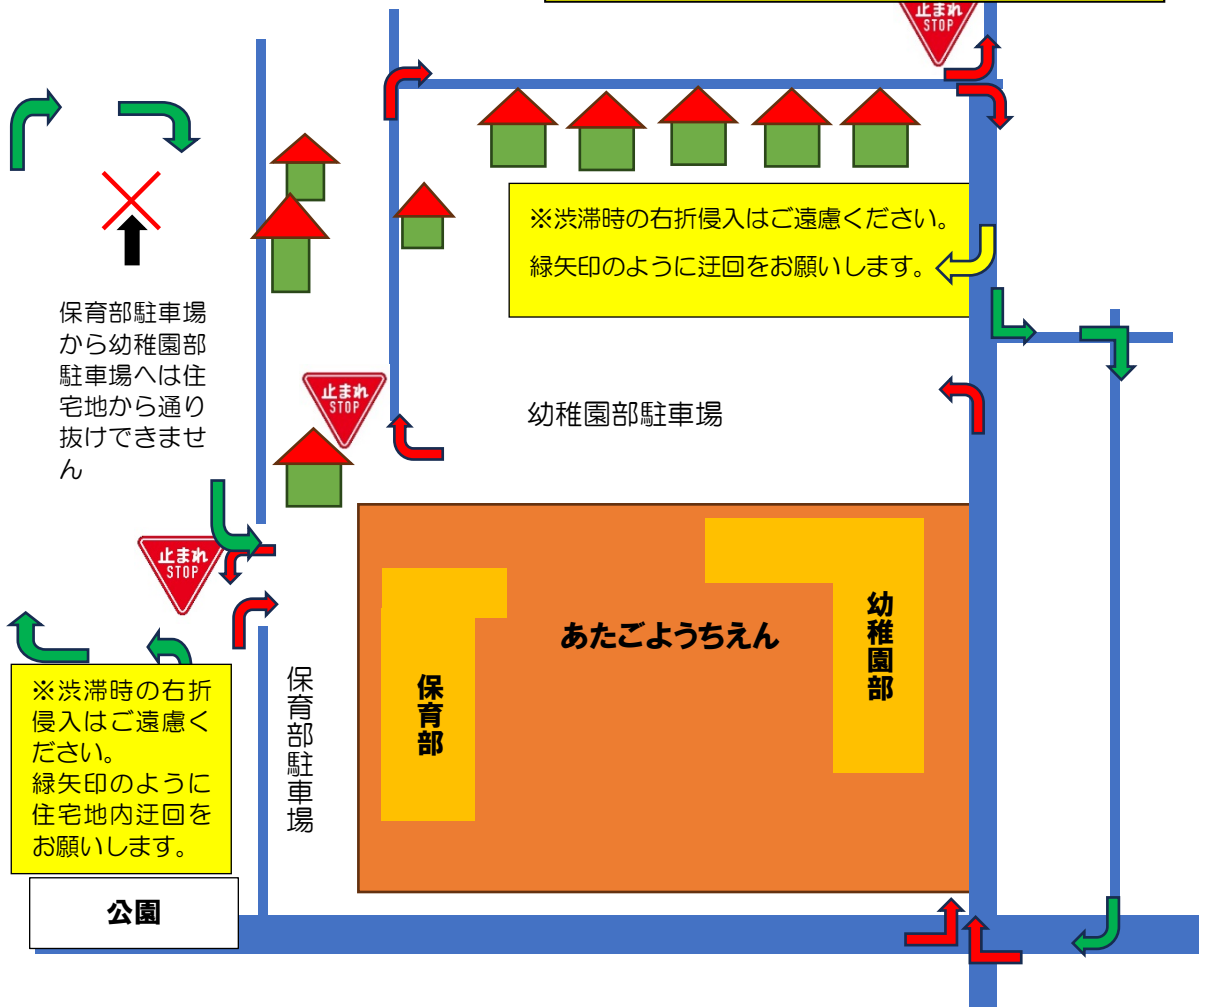 止まれ
STOP
※渋滞時の右折侵入はご遠慮ください。
緑矢印のように迂回をお願いします。
保育部駐車場
から幼稚園部
駐車場へは住
宅地から通り
抜けできませ
ん
止まれ
STOP
幼稚園部駐車場
止まれ
STOP
あたごようちえん
幼稚園部
保育部
保育部駐車場
※渋滞時の右折
侵入はご遠慮く
ださい。
緑矢印のように
住宅地内迂回を
お願いします。
公園